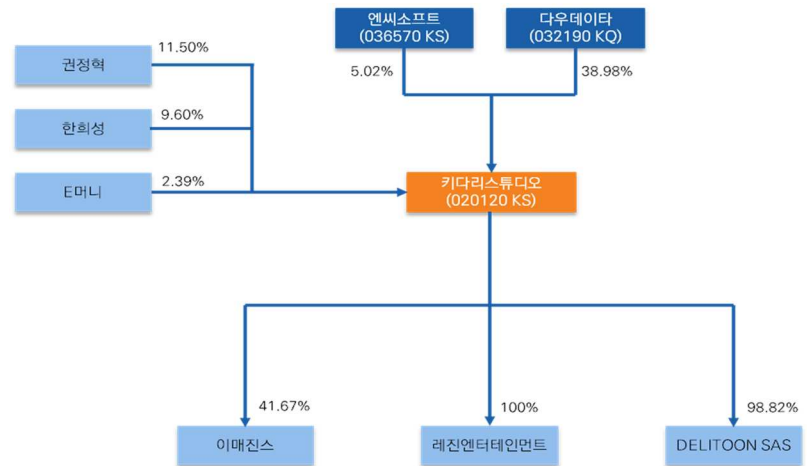 엔씨소프트
(036570 KS)
다우데이타
(032190 KQ)
5.02%
38.98%
권정혁
11.50%
한희성
9.60%
E머니
2.39%
키다리스튜디오
(020120 KS)
41.67%
100%
98.82%
이매진스
레진엔터테인먼트
DELITOON SAS